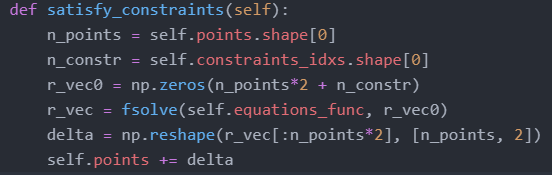 def satisfy_constraints(self):
    n_points = self.points.shape[0]
    n_constr = self.constraints_idxs.shape[0]
    r_vec0 = np.zeros(n_points*2 + n_constr)
    r_vec = fsolve(self.equations_func, r_vec0)
    delta = np.reshape(r_vec[:n_points*2], [n_points, 2])
    self.points += delta